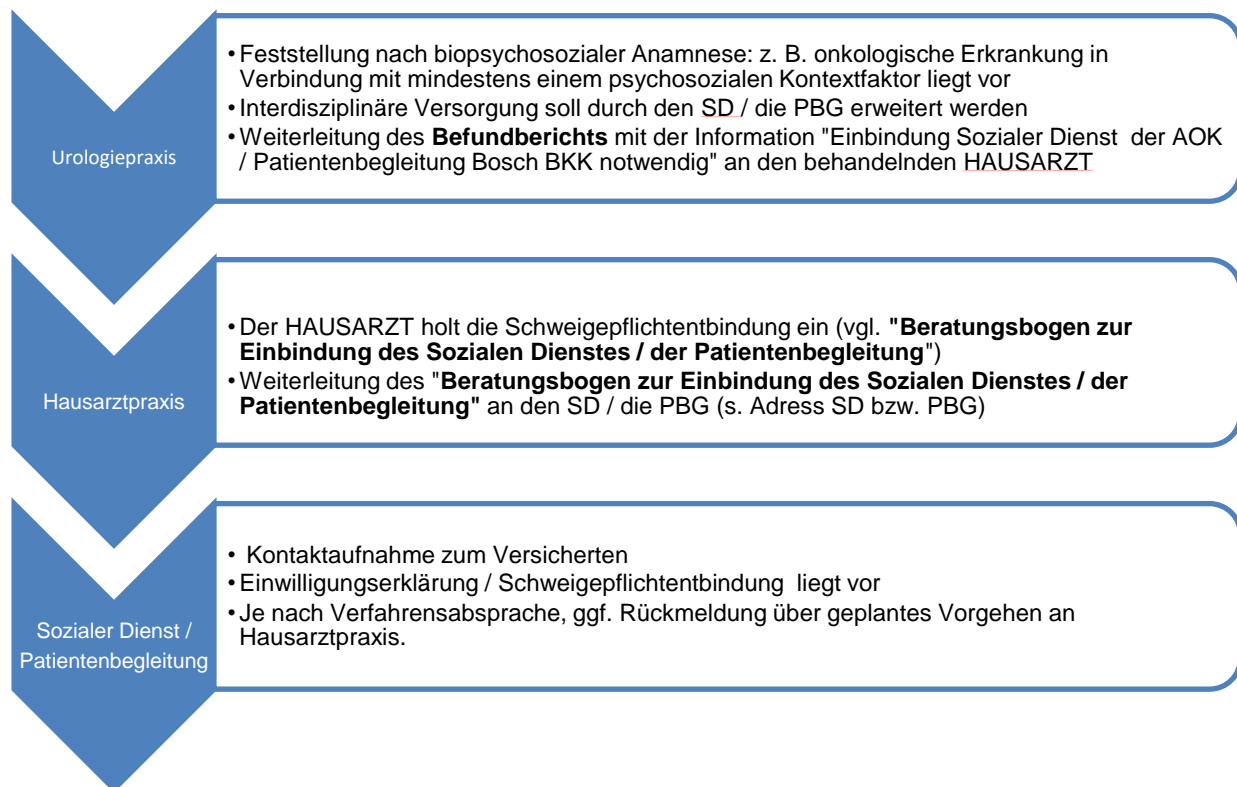 Urologiepraxis
• Feststellung nach biopsychosozialer Anamnese: z. B. onkologische Erkrankung in
Verbindung mit mindestens einem psychosozialen Kontextfaktor liegt vor
• Interdisziplinäre Versorgung soll durch den SD / die PBG erweitert werden
• Weiterleitung des Befundberichts mit der Information "Einbindung Sozialer Dienst der AOK
/ Patientenbegleitung Bosch BKK notwendig" an den behandelnden HAUSARZT
Hausarztpraxis
• Der HAUSARZT holt die Schweigepflichtentbindung ein (vgl. "Beratungsbogen zur
Einbindung des Sozialen Dienstes / der Patientenbegleitung")
• Weiterleitung des "Beratungsbogen zur Einbindung des Sozialen Dienstes / der
Patientenbegleitung" an den SD / die PBG (s. Adress SD bzw. PBG)
Sozialer Dienst /
Patientenbegleitung
• Kontaktaufnahme zum Versicherten
• Einwilligungserklärung / Schweigepflichtentbindung liegt vor
• Je nach Verfahrensabsprache, ggf. Rückmeldung über geplantes Vorgehen an
Hausarztpraxis.